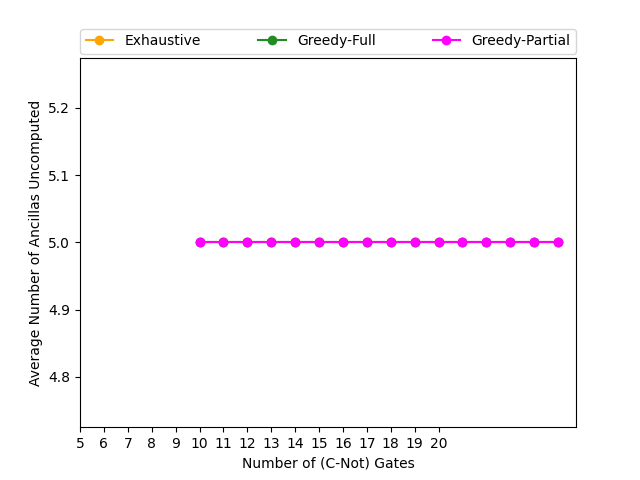 Exhaustive Greedy-Full Greedy-Partial
Average Number of Ancillas Uncomputed
5.2
5.1
5.0
4.9
4.8
5 6 7 8 9 10 11 12 13 14 15 16 17 18 19 20
Number of (C-Not) Gates